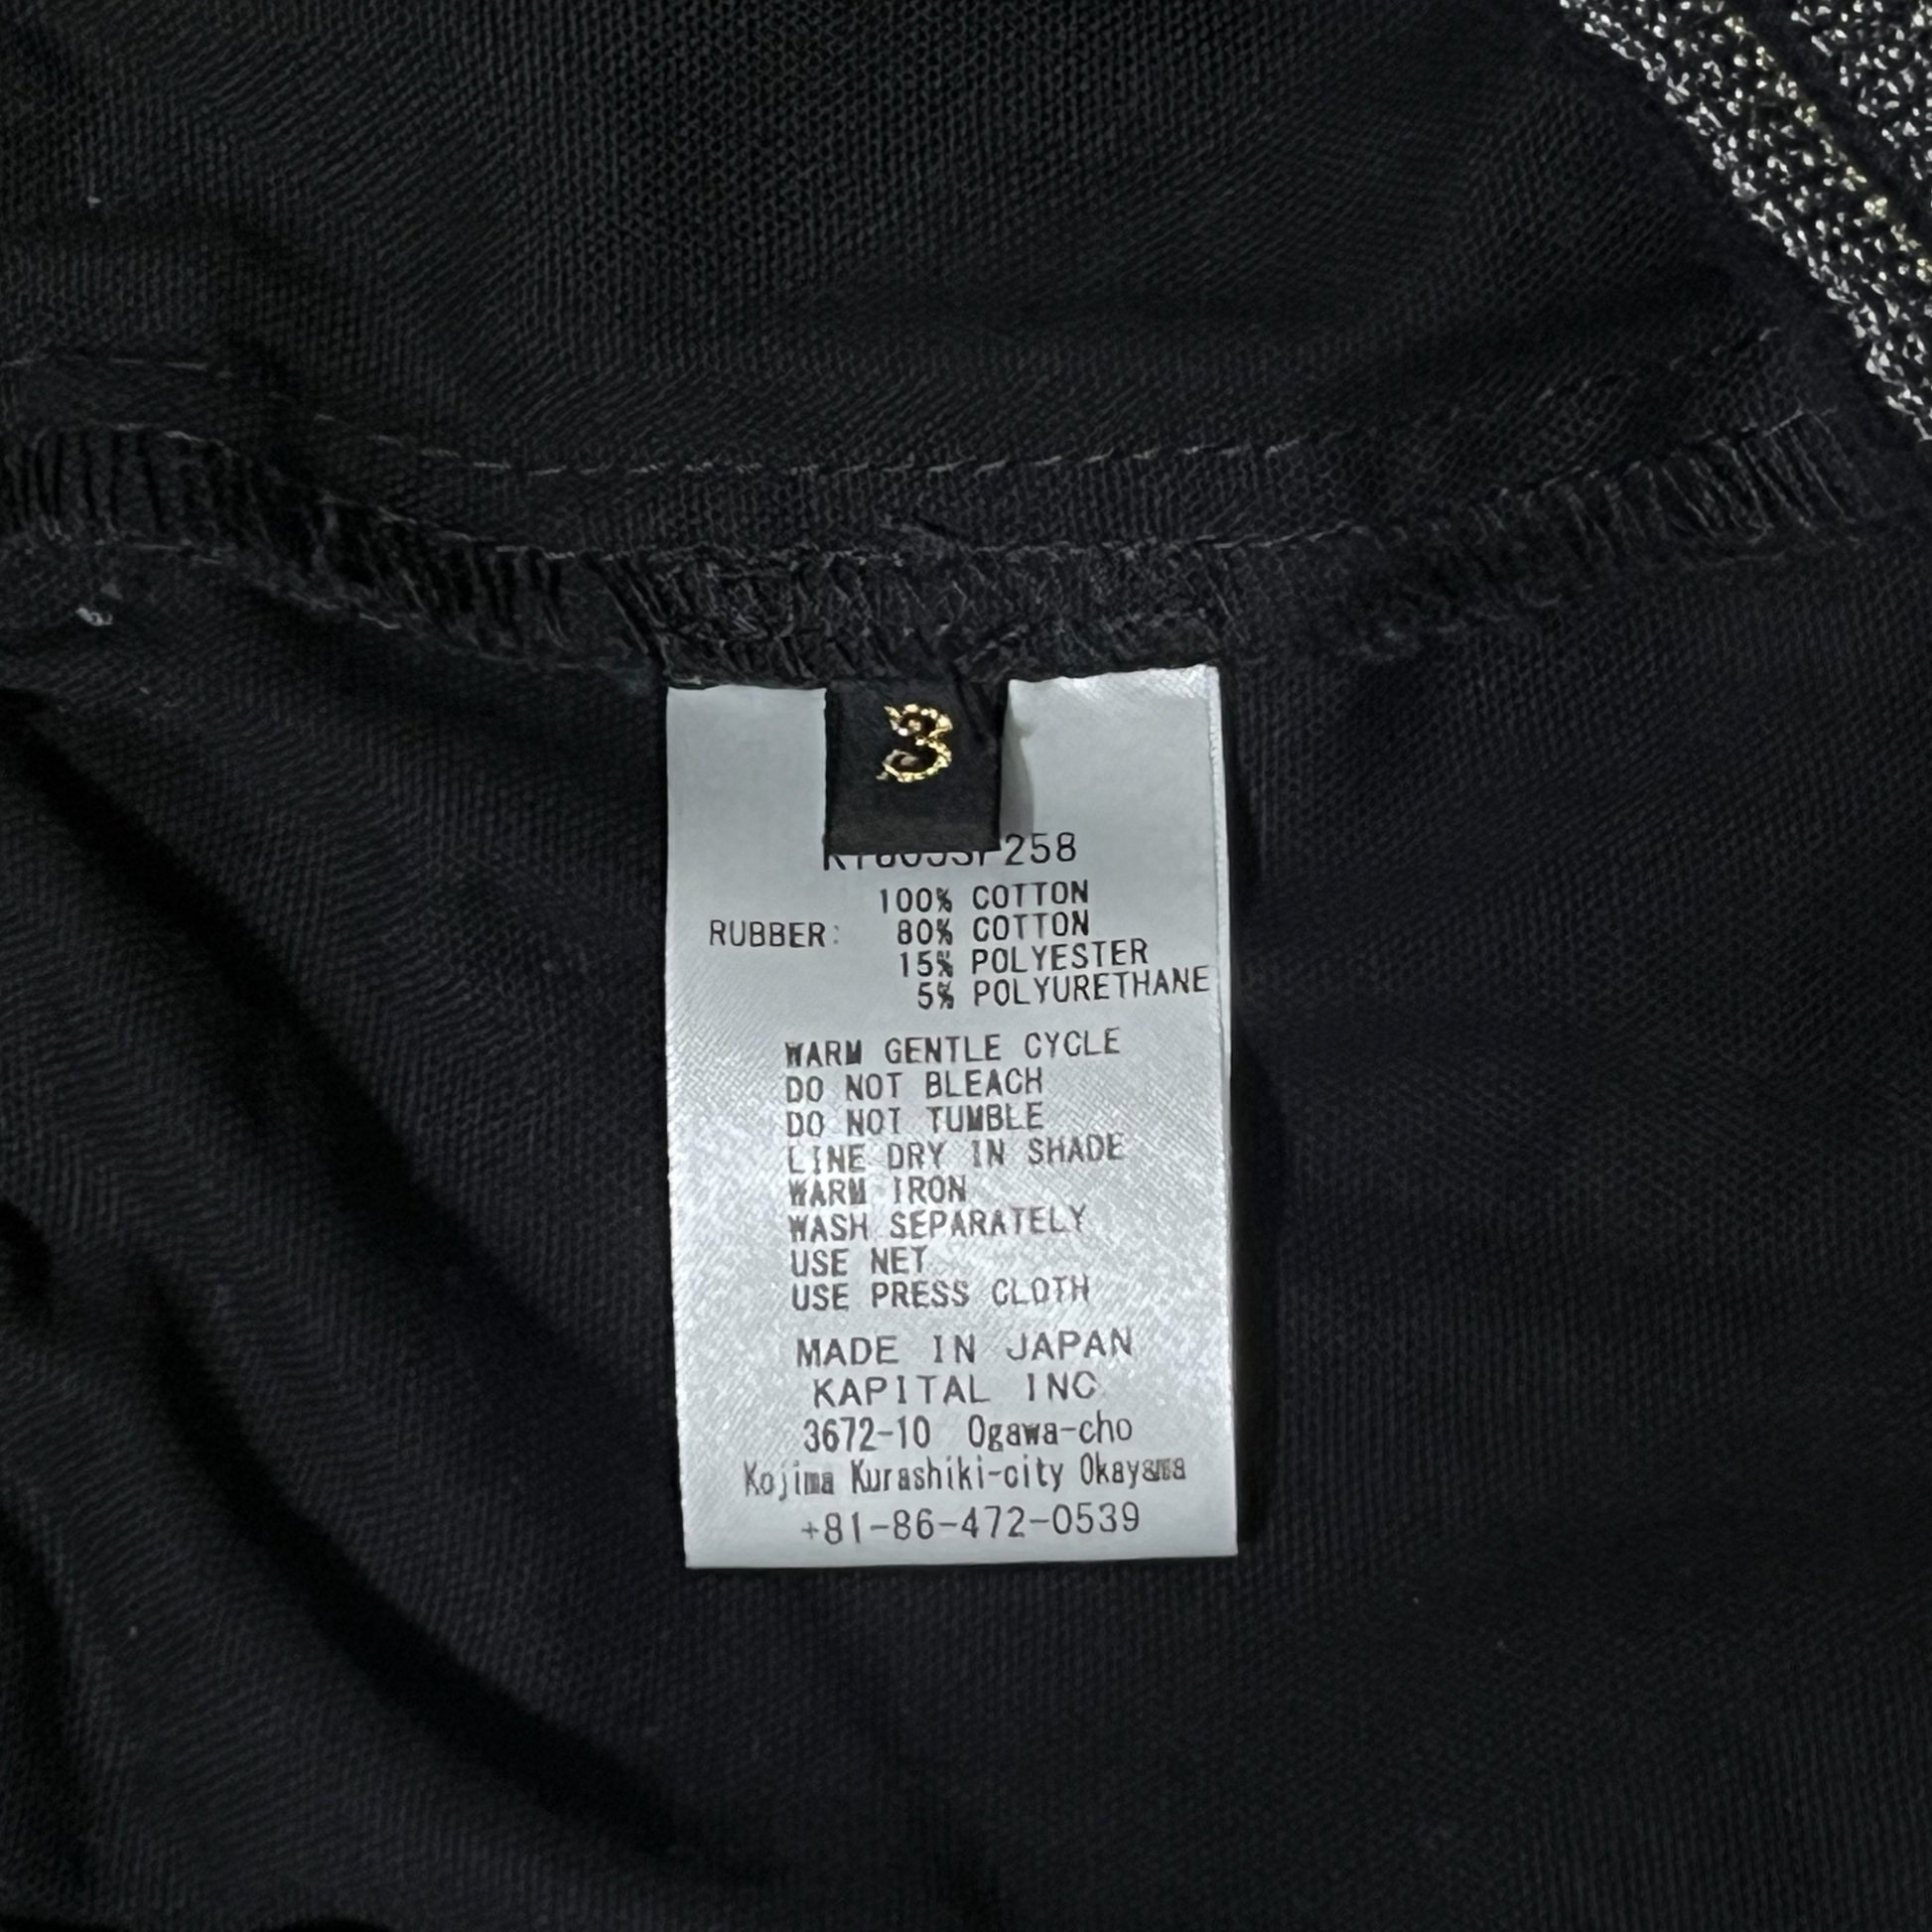 3
258
100% COTTON
RUBBER: 80% COTTON
15% POLYESTER
5% POLYURETHANE
WARM GENTLE CYCLE
DO NOT BLEACH
DO NOT TUMBLE
LINE DRY IN SHADE
WARM IRON
WASH SEPARATELY
USE NET
USE PRESS CLOTH
MADE IN JAPAN
KAPITAL INC
3672-10 Ogawa-cho
Kojima Kurashiki-city Okayama
+81-86-472-0539